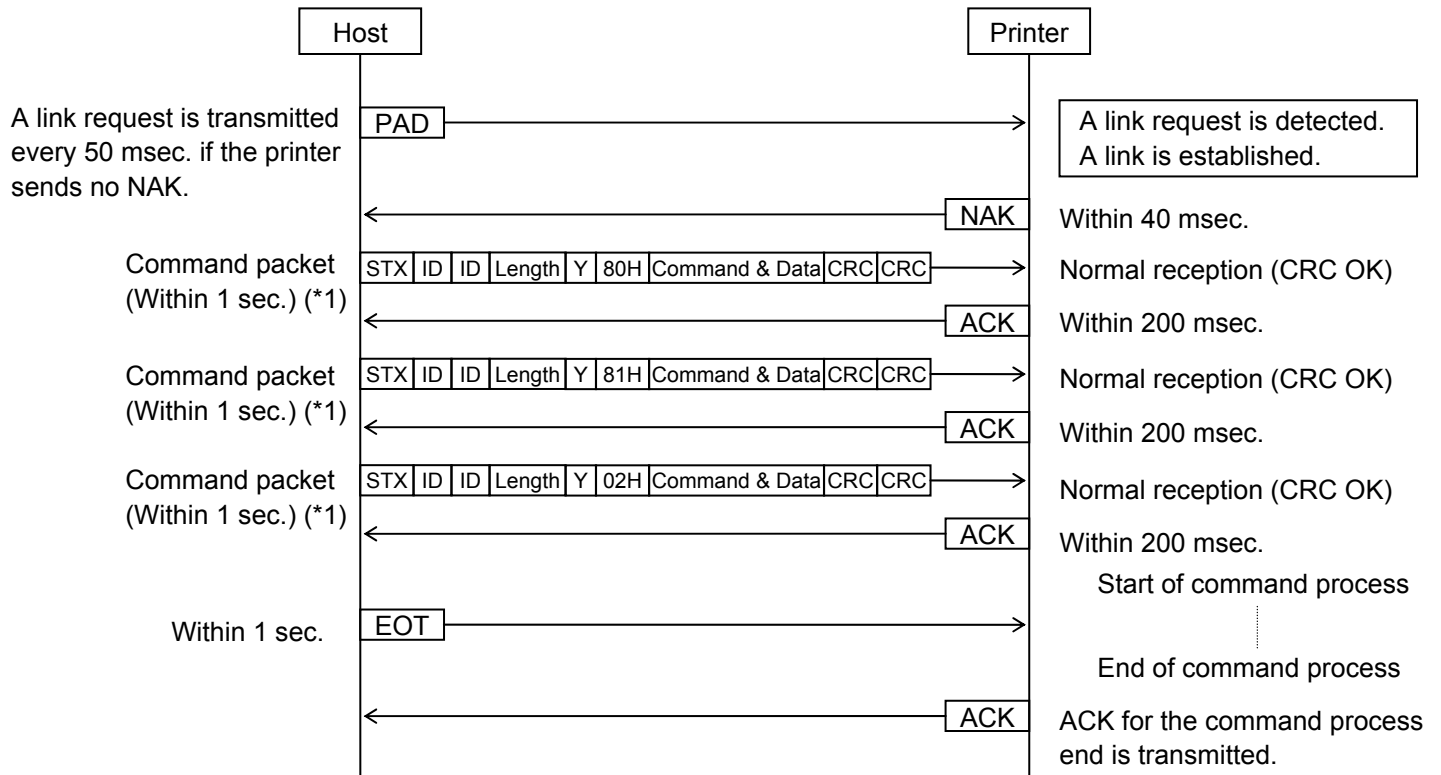 Host
Printer
A link request is transmitted
every 50 msec. if the printer
sends no NAK.
PAD
A link request is detected.
A link is established.
NAK
Within 40 msec.
Command packet
(Within 1 sec.) (*1)
STX ID ID Length Y 80H Command & Data CRC CRC
Normal reception (CRC OK)
ACK
Within 200 msec.
Command packet
(Within 1 sec.) (*1)
STX ID ID Length Y 81H Command & Data CRC CRC
Normal reception (CRC OK)
ACK
Within 200 msec.
Command packet
(Within 1 sec.) (*1)
STX ID ID Length Y 02H Command & Data CRC CRC
Normal reception (CRC OK)
ACK
Within 200 msec.
Start of command process
Within 1 sec.
EOT
End of command process
ACK
ACK for the command process
end is transmitted.